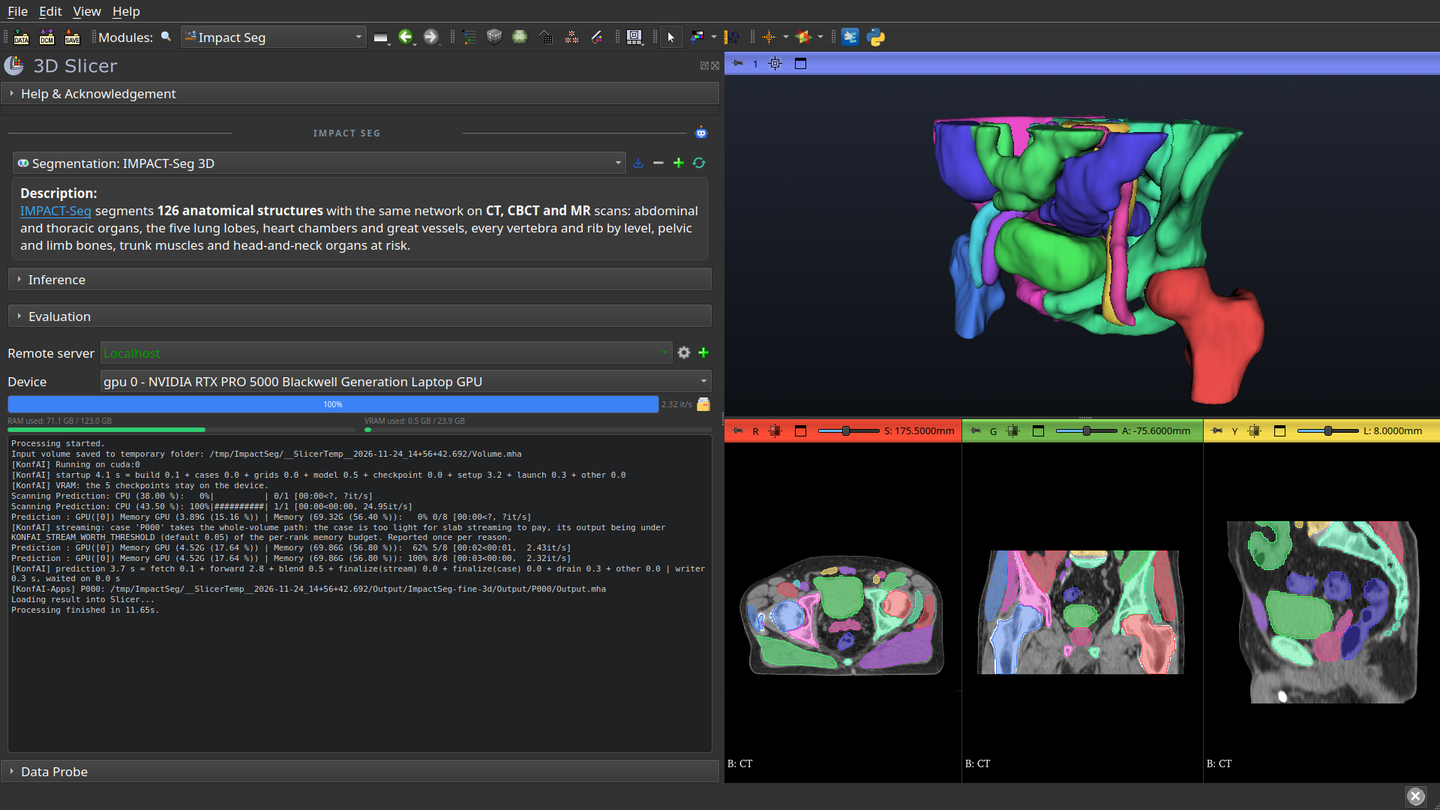 File Edit View Help
DATA DCM SAVE Modules: Impact Seg
3D Slicer
Help & Acknowledgement
IMPACT SEG
Segmentation: IMPACT-Seg 3D
Description:
IMPACT-Seg segments 126 anatomical structures with the same network on CT, CBCT and MR scans: abdominal
and thoracic organs, the five lung lobes, heart chambers and great vessels, every vertebra and rib by level, pelvic
and limb bones, trunk muscles and head-and-neck organs at risk.
Inference
Evaluation
Remote server Localhost
Device gpu 0 - NVIDIA RTX PRO 5000 Blackwell Generation Laptop GPU
100% 2.32 it/s
RAM used: 71.1 GB / 123.0 GB VRAM used: 0.5 GB / 23.9 GB
Processing started.
Input volume saved to temporary folder: /tmp/ImpactSeg/__SlicerTemp__2026-11-24_14+56+42.692/Volume.mha
[KonfAI] Running on cuda:0
[KonfAI] startup 4.1 s = build 0.1 + cases 0.0 + grids 0.0 + model 0.5 + checkpoint 0.0 + setup 3.2 + launch 0.3 + other 0.0
[KonfAI] VRAM: the 5 checkpoints stay on the device.
Scanning Prediction: CPU (38.00 %): 0%| | 0/1 [00:00<?, ?it/s]
Scanning Prediction: CPU (43.50 %): 100%|##########| 1/1 [00:00<00:00, 24.95it/s]
Prediction : GPU([0]) Memory GPU (3.89G (15.16 %)) | Memory (69.32G (56.40 %)): 0% 0/8 [00:00<?, ?it/s]
[KonfAI] streaming: case 'P000' takes the whole-volume path: the case is too light for slab streaming to pay, its output being under
KONFAI_STREAM_WORTH_THRESHOLD (default 0.05) of the per-rank memory budget. Reported once per reason.
Prediction : GPU([0]) Memory GPU (4.52G (17.64 %)) | Memory (69.86G (56.80 %)): 62% 5/8 [00:02<00:01, 2.43it/s]
Prediction : GPU([0]) Memory GPU (4.52G (17.64 %)) | Memory (69.86G (56.80 %)): 100% 8/8 [00:03<00:00, 2.32it/s]
[KonfAI] prediction 3.7 s = fetch 0.1 + forward 2.8 + blend 0.5 + finalize(stream) 0.0 + finalize(case) 0.0 + drain 0.3 + other 0.0 | writer
0.3 s, waited on 0.0 s
[KonfAI-Apps] P000: /tmp/ImpactSeg/__SlicerTemp__2026-11-24_14+56+42.692/Output/ImpactSeg-fine-3d/Output/P000/Output.mha
Loading result into Slicer...
Processing finished in 11.65s.
Data Probe
1
R S: 175.5000mm
G A: -75.6000mm
Y L: 8.0000mm
B: CT
B: CT
B: CT